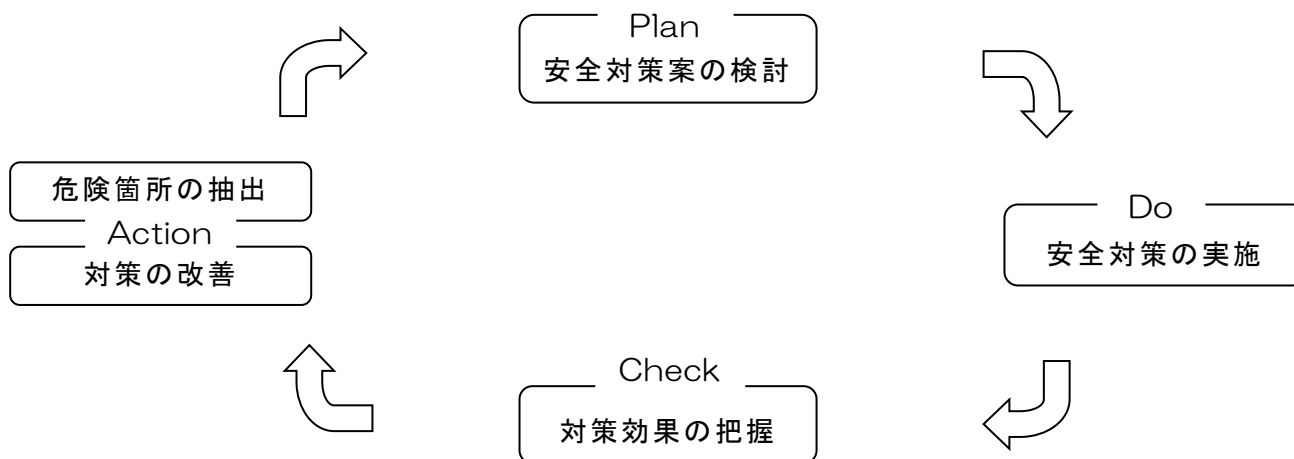 Plan
安全対策案の検討
危険箇所の抽出
Action
対策の改善
Do
安全対策の実施
Check
対策効果の把握